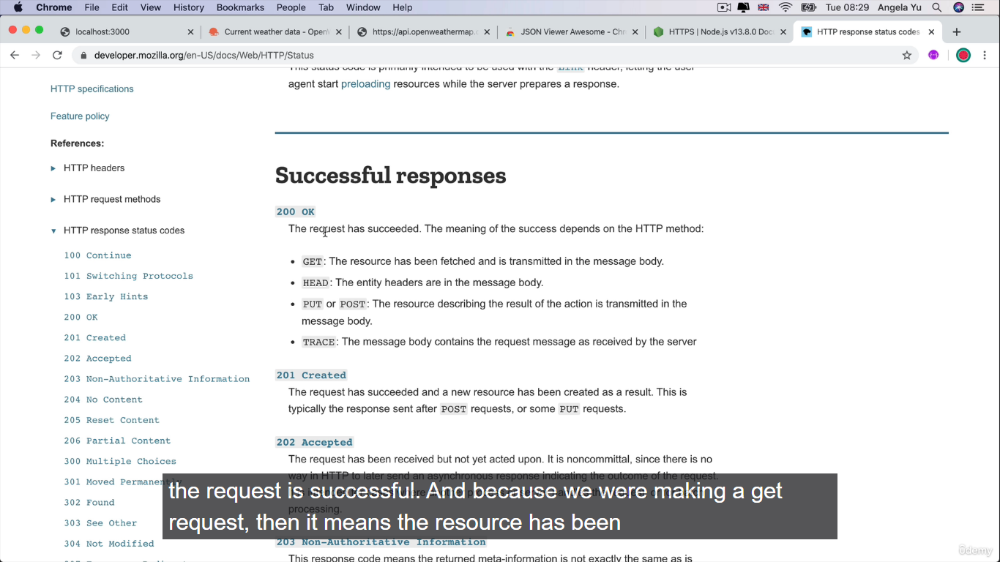 Chrome File Edit View History Bookmarks People Tab Window Help Tue 08:29 Angela Yu
localhost:3000 Current weather data - OpenW https://api.openweathermap. JSON Viewer Awesome - Chr HTTPS | Node.js v13.8.0 Doc HTTP response status codes
developer.mozilla.org/en-US/docs/Web/HTTP/Status
This status code is primarily intended to be used with the Link header, letting the user
agent start preloading resources while the server prepares a response.
HTTP specifications
Feature policy
References:
HTTP headers
HTTP request methods
HTTP response status codes
100 Continue
101 Switching Protocols
103 Early Hints
200 OK
201 Created
202 Accepted
203 Non-Authoritative Information
204 No Content
205 Reset Content
206 Partial Content
300 Multiple Choices
301 Moved Permanently
302 Found
303 See Other
304 Not Modified
Successful responses
200 OK
The request has succeeded. The meaning of the success depends on the HTTP method:
GET: The resource has been fetched and is transmitted in the message body.
HEAD: The entity headers are in the message body.
PUT or POST: The resource describing the result of the action is transmitted in the
message body.
TRACE: The message body contains the request message as received by the server
201 Created
The request has succeeded and a new resource has been created as a result. This is
typically the response sent after POST requests, or some PUT requests.
202 Accepted
The request has been received but not yet acted upon. It is noncommittal, since there is no
way in HTTP to later send an asynchronous response indicating the outcome of the request.
processing.
the request is successful. And because we were making a get
request, then it means the resource has been
203 Non-Authoritative Information
This response code means the returned meta-information is not exactly the same as is
ûdemy